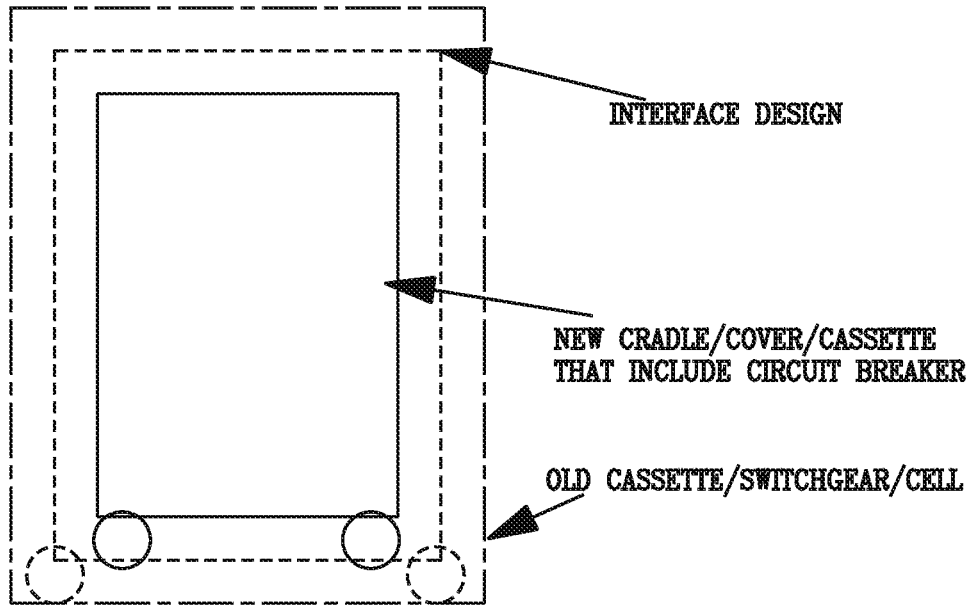 INTERFACE DESIGN
NEW CRADLE/COVER/CASSETTE
THAT INCLUDE CIRCUIT BREAKER
OLD CASSETTE/SWITCHGEAR/CELL